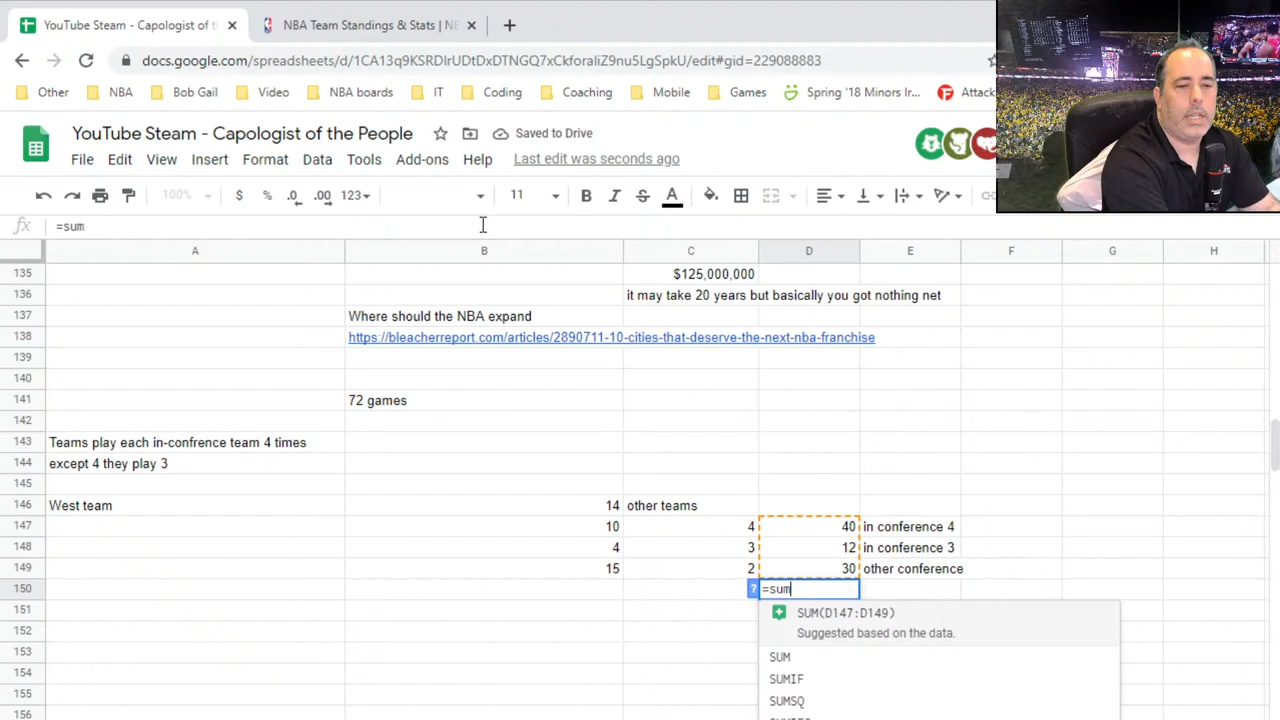 YouTube Steam - Capologist of t
NBA Team Standings & Stats | N
docs.google.com/spreadsheets/d/1CA13q9KSRDlrUDtDxDTNGQ7xCkforaliZ9nu5LgSpkU/edit#gid=229088883
Other NBA Bob Gail Video NBA boards IT Coding Coaching Mobile Games Spring '18 Minors Ir... Attack
YouTube Steam - Capologist of the People Saved to Drive
File Edit View Insert Format Data Tools Add-ons Help Last edit was seconds ago
100% $ % .0 .00 123 11 B I S A
fx =sum
A B C D E F G H
135 $125,000,000
136 it may take 20 years but basically you got nothing net
137 Where should the NBA expand
138 https://bleacherreport.com/articles/2890711-10-cities-that-deserve-the-next-nba-franchise
139
140
141 72 games
142
143 Teams play each in-confrence team 4 times
144 except 4 they play 3
145
146 West team 14 other teams
147 10 4 40 in conference 4
148 4 3 12 in conference 3
149 15 2 30 other conference
150 ? =sum
151 SUM(D147:D149)
152 Suggested based on the data.
153 SUM
154 SUMIF
155 SUMSQ
156